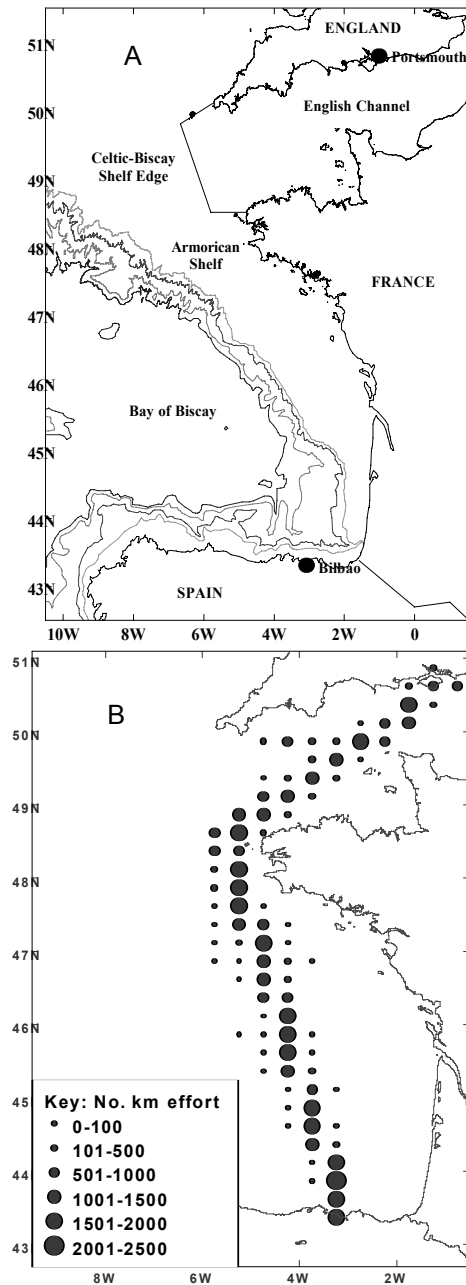 51N
A
ENGLAND
Portsmouth
50N
English Channel
Celtic-Biscay
Shelf Edge
49N
Armorican
Shelf
48N
FRANCE
47N
46N
Bay of Biscay
45N
44N
43N
Bilbao
SPAIN
10W 8W 6W 4W 2W 0
51N
B
50N
49N
48N
47N
46N
45N
44N
43N
Key: No. km effort
0-100
101-500
501-1000
1001-1500
1501-2000
2001-2500
8W 6W 4W 2W